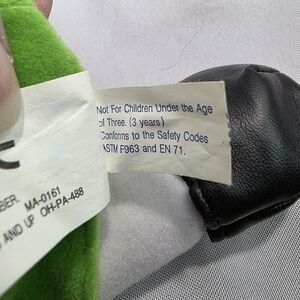 Not For Children Under the Age
of Three. (3 years)
Conforms to the Safety Codes
ASTM F963 and EN 71.
MA-0161
AND UP OH-PA-488